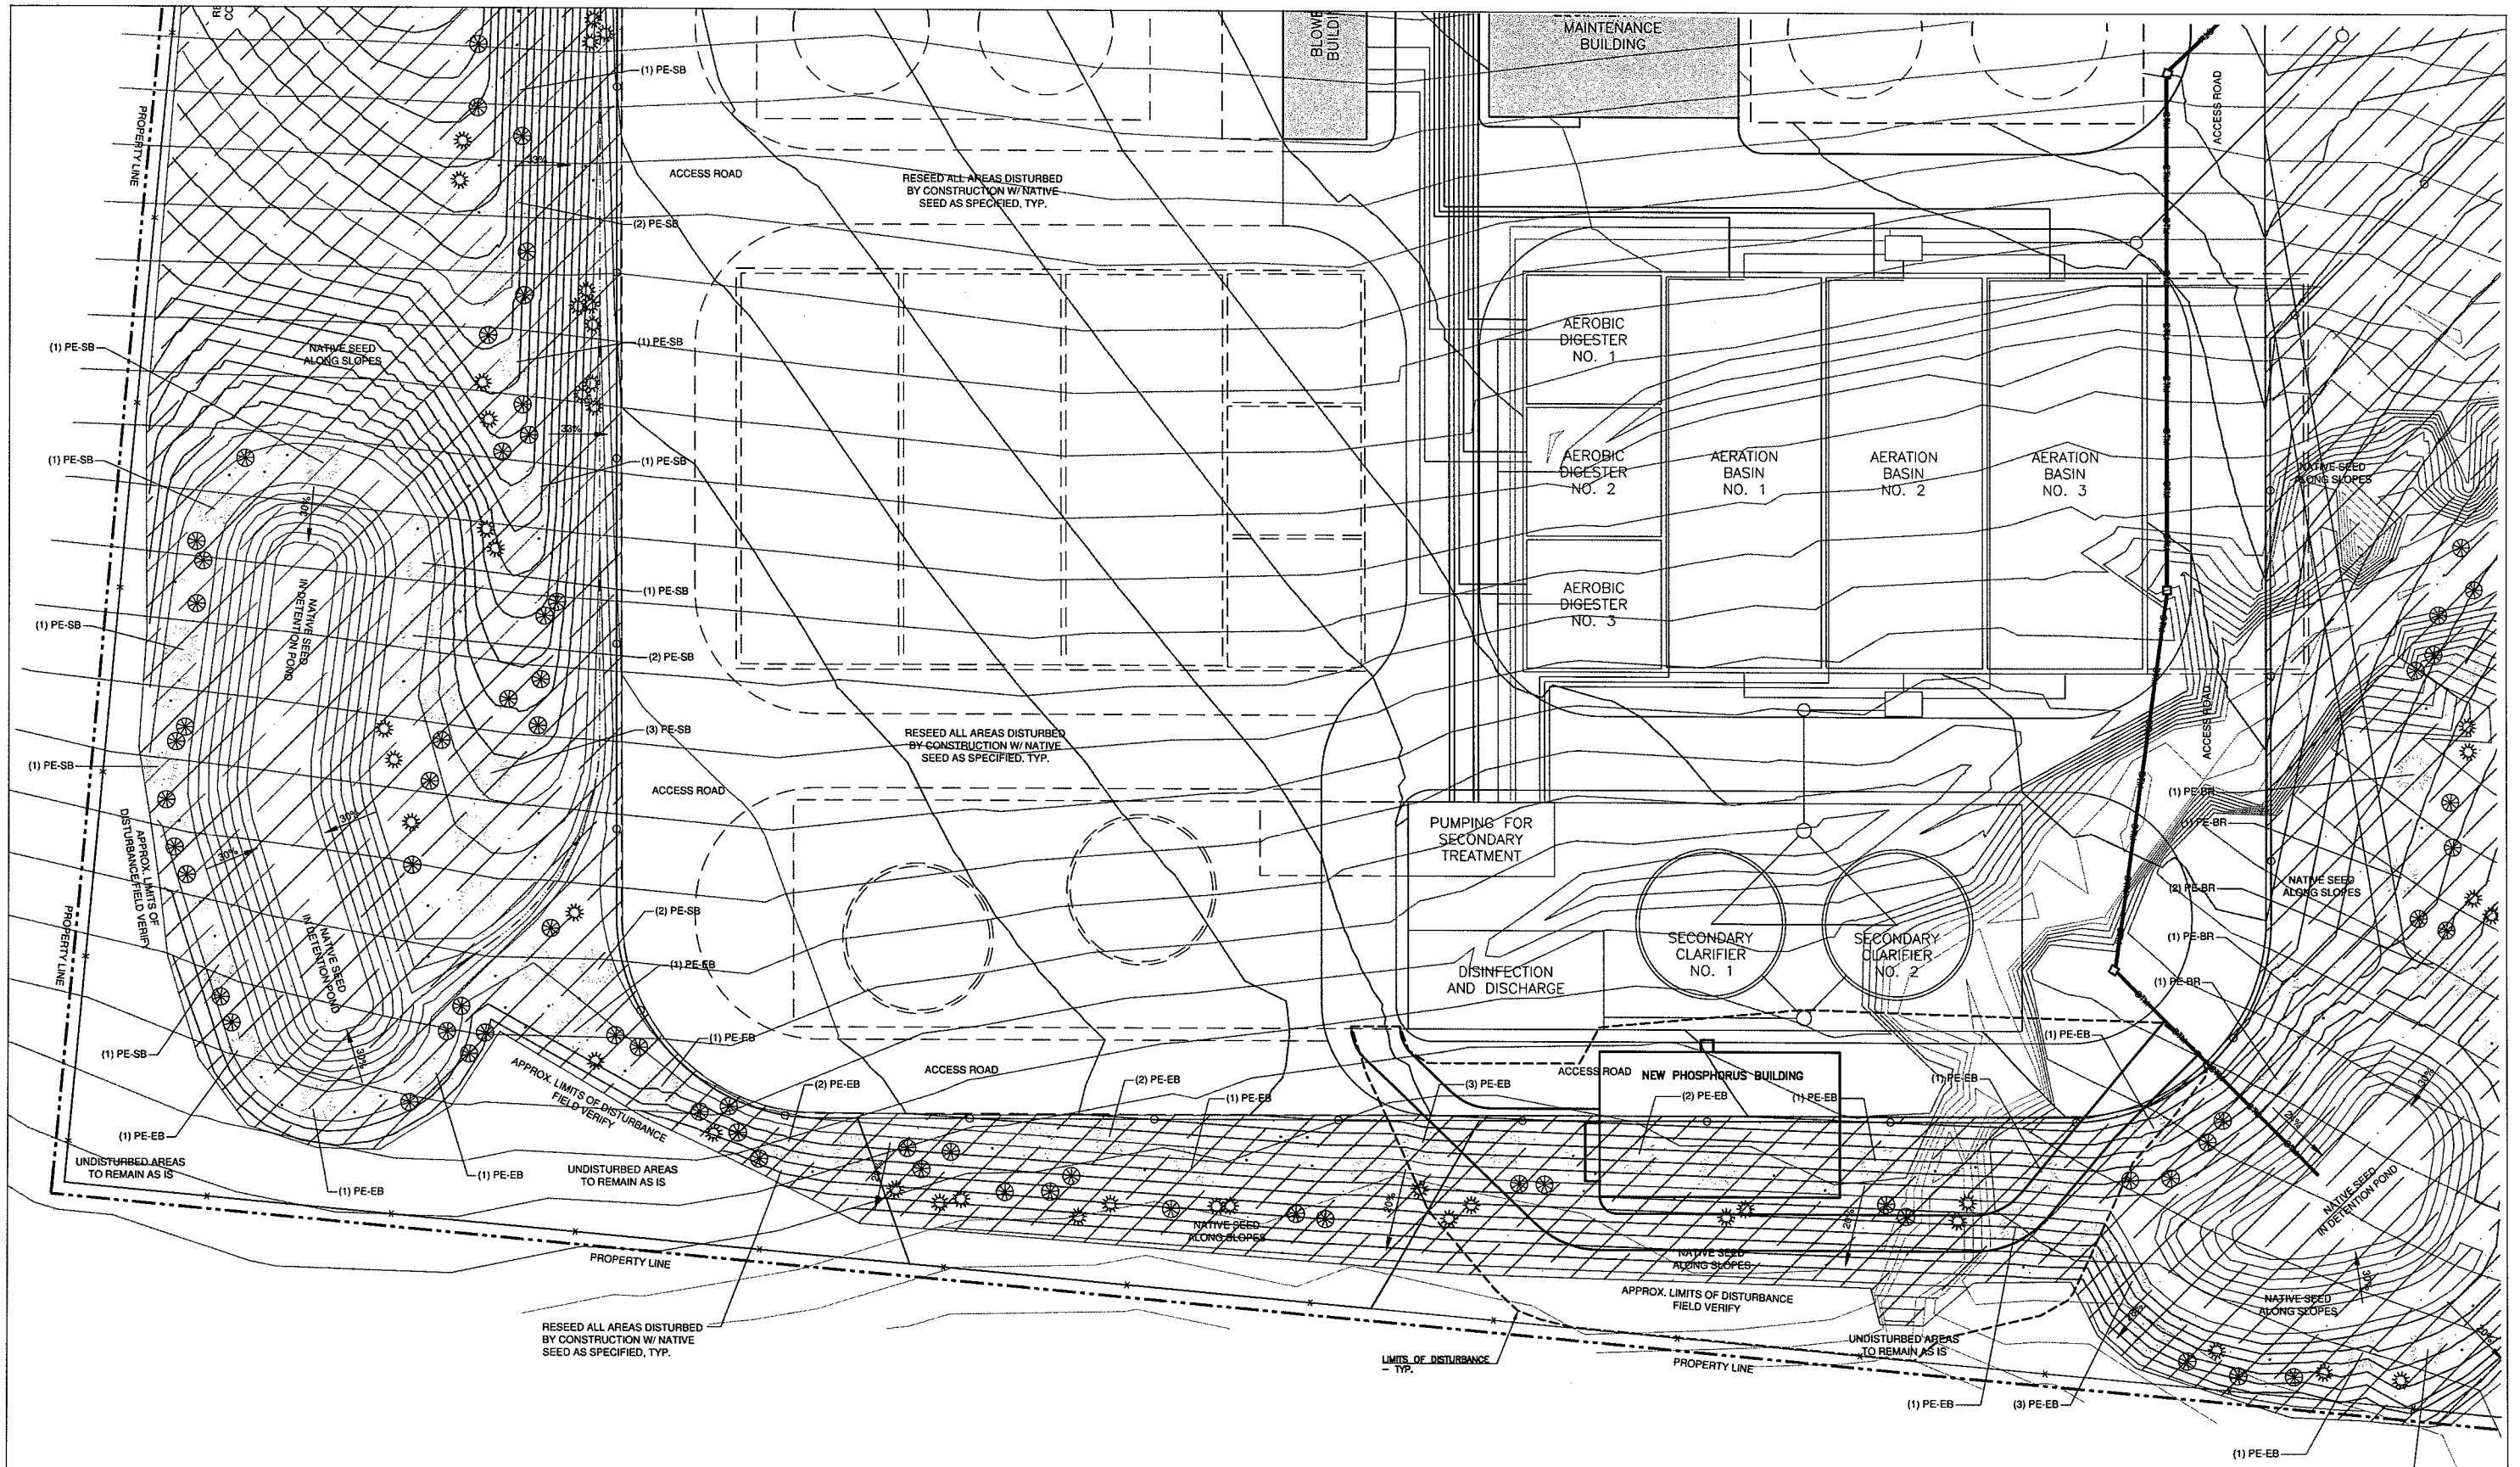 BUILDING
MAINTENANCE
BUILDING
(1) PE-SB
PROPERTY LINE
ACCESS ROAD
33%
ACCESS ROAD
RESEED ALL AREAS DISTURBED
BY CONSTRUCTION W/ NATIVE
SEED AS SPECIFIED, TYP.
(2) PE-SB
(1) PE-SB
NATIVE SEED
ALONG SLOPES
(1) PE-SB
AEROBIC
DIGESTER
NO. 1
33%
(1) PE-SB
(1) PE-SB
AEROBIC
DIGESTER
NO. 2
AERATION
BASIN
NO. 1
AERATION
BASIN
NO. 2
AERATION
BASIN
NO. 3
NATIVE SEED
ALONG SLOPES
30%
NATIVE SEED
IN DETENTION POND
(1) PE-SB
AEROBIC
DIGESTER
NO. 3
(1) PE-SB
(2) PE-SB
(3) PE-SB
RESEED ALL AREAS DISTURBED
BY CONSTRUCTION W/ NATIVE
SEED AS SPECIFIED, TYP.
ACCESS ROAD
(1) PE-SB
ACCESS ROAD
(1) PE-BR
30%
PUMPING FOR
SECONDARY
TREATMENT
(1) PE-BR
30%
APPROX. LIMITS OF
DISTURBANCE/FIELD VERIFY
(2) PE-BR
NATIVE SEED
ALONG SLOPES
PROPERTY LINE
NATIVE SEED
IN DETENTION POND
(2) PE-SB
SECONDARY
CLARIFIER
NO. 1
SECONDARY
CLARIFIER
NO. 2
(1) PE-BR
(1) PE-EB
DISINFECTION
AND DISCHARGE
(1) PE-BR
(1) PE-EB
(1) PE-EB
(1) PE-SB
30%
APPROX. LIMITS OF DISTURBANCE
FIELD VERIFY
ACCESS ROAD
ACCESS ROAD
NEW PHOSPHORUS BUILDING
(1) PE-EB
(2) PE-EB
(2) PE-EB
(1) PE-EB
(3) PE-EB
(2) PE-EB
(1) PE-EB
30%
(1) PE-EB
UNDISTURBED AREAS
TO REMAIN AS IS
(1) PE-EB
(1) PE-EB
UNDISTURBED AREAS
TO REMAIN AS IS
20%
20%
NATIVE SEED
IN DETENTION POND
NATIVE SEED
ALONG SLOPES
20%
PROPERTY LINE
NATIVE SEED
ALONG SLOPES
APPROX. LIMITS OF DISTURBANCE
FIELD VERIFY
30%
NATIVE SEED
ALONG SLOPES
RESEED ALL AREAS DISTURBED
BY CONSTRUCTION W/ NATIVE
SEED AS SPECIFIED, TYP.
LIMITS OF DISTURBANCE
- TYP.
UNDISTURBED AREAS
TO REMAIN AS IS
PROPERTY LINE
20%
(1) PE-EB
(3) PE-EB
(1) PE-EB